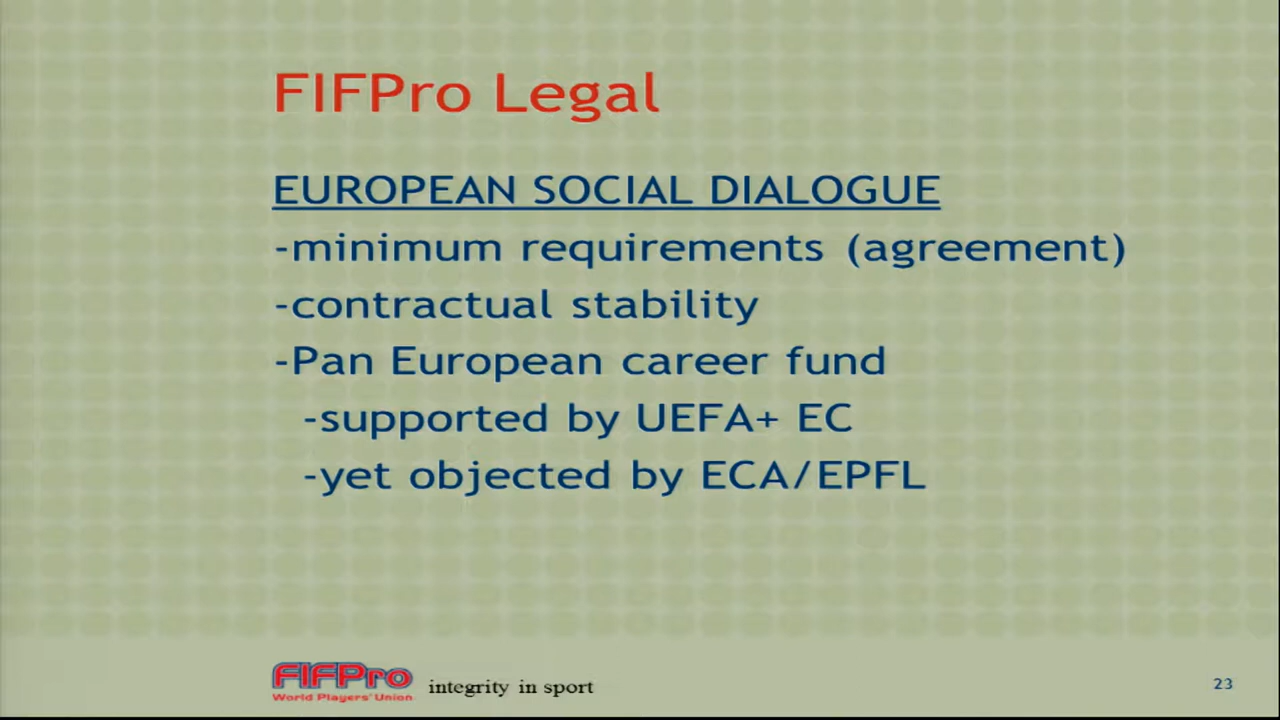 FIFPro Legal
EUROPEAN SOCIAL DIALOGUE
-minimum requirements (agreement)
-contractual stability
-Pan European career fund
-supported by UEFA+ EC
-yet objected by ECA/EPFL
FIFPro
World Players' Union
integrity in sport
23